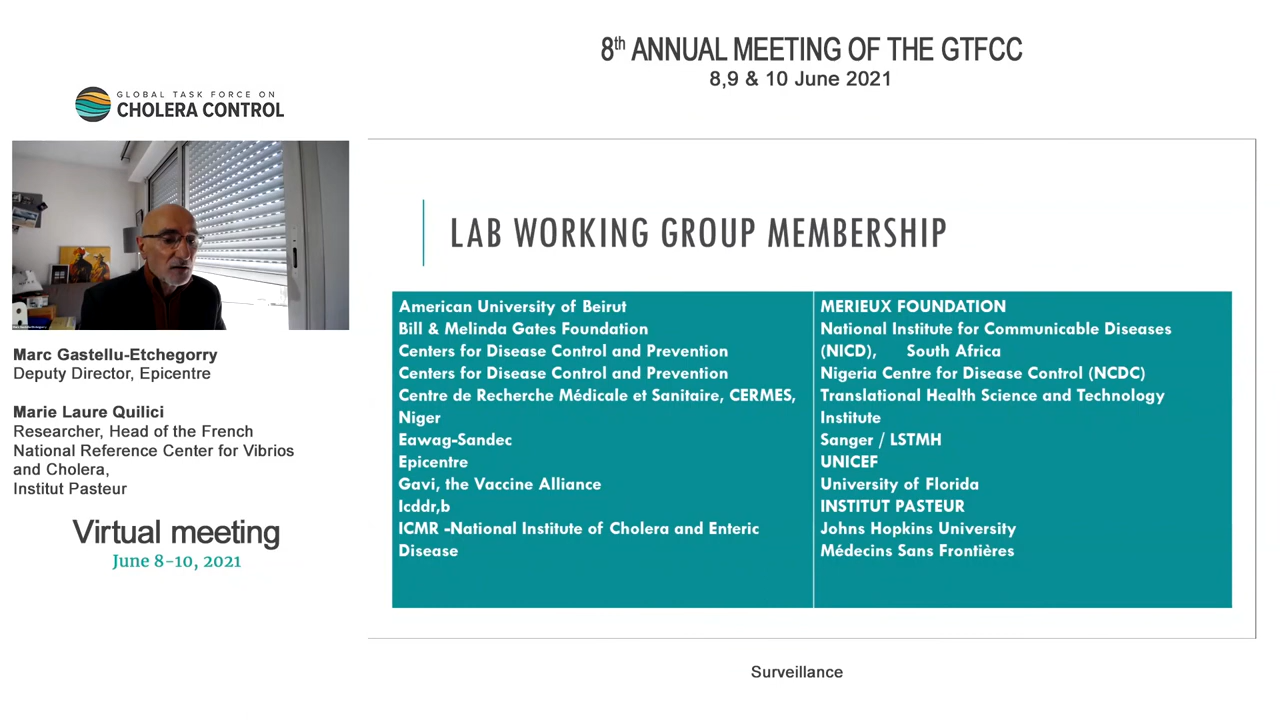 8th ANNUAL MEETING OF THE GTFCC
8,9 & 10 June 2021
GLOBAL TASK FORCE ON
CHOLERA CONTROL
Marc Gastellu-Etchegorry
Deputy Director, Epicentre
Marie Laure Quilici
Researcher, Head of the French
National Reference Center for Vibrios
and Cholera,
Institut Pasteur
Virtual meeting
June 8-10, 2021
LAB WORKING GROUP MEMBERSHIP
American University of Beirut
Bill & Melinda Gates Foundation
Centers for Disease Control and Prevention
Centers for Disease Control and Prevention
Centre de Recherche Médicale et Sanitaire, CERMES,
Niger
Eawag-Sandec
Epicentre
Gavi, the Vaccine Alliance
Icddr,b
ICMR -National Institute of Cholera and Enteric
Disease
MERIEUX FOUNDATION
National Institute for Communicable Diseases
(NICD), South Africa
Nigeria Centre for Disease Control (NCDC)
Translational Health Science and Technology
Institute
Sanger / LSTMH
UNICEF
University of Florida
INSTITUT PASTEUR
Johns Hopkins University
Médecins Sans Frontières
Surveillance